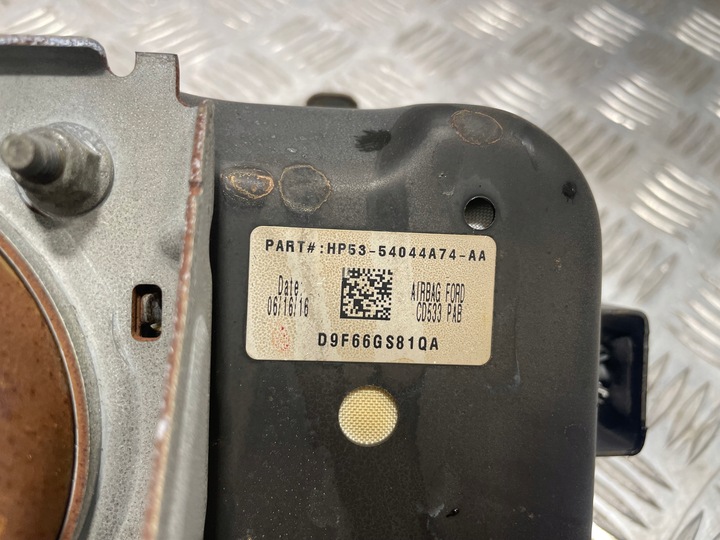 PART#:HP53-54044A74-AA
Date
06/16/16
AIRBAG FORD
CD533 PAB
D9F66GS81QA